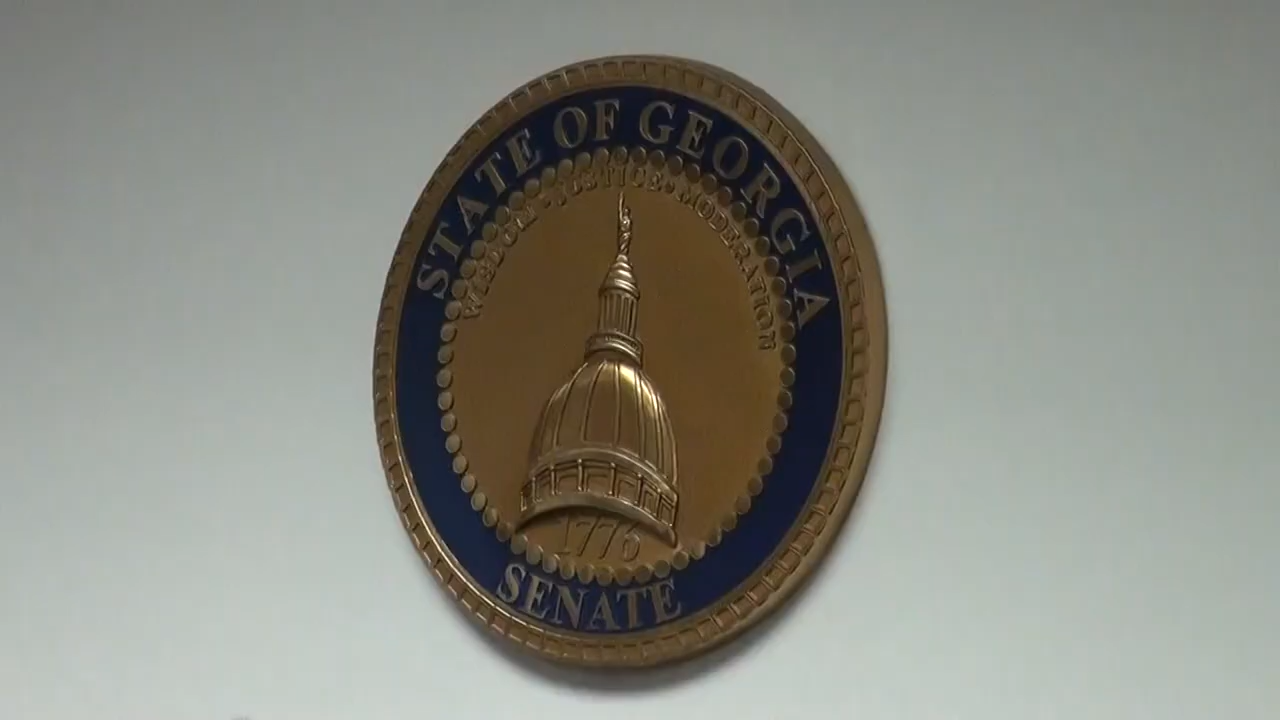 STATE OF GEORGIA
WISDOM · JUSTICE · MODERATION
1776
SENATE